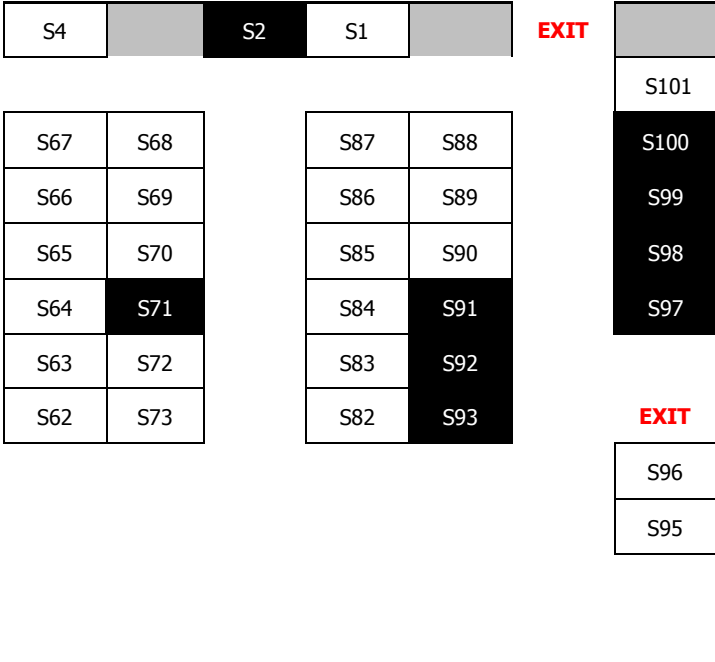 S4 S2 S1 EXIT
S101
S67 S68 S87 S88 S100
S66 S69 S86 S89 S99
S65 S70 S85 S90 S98
S64 S71 S84 S91 S97
S63 S72 S83 S92
S62 S73 S82 S93 EXIT
S96
S95